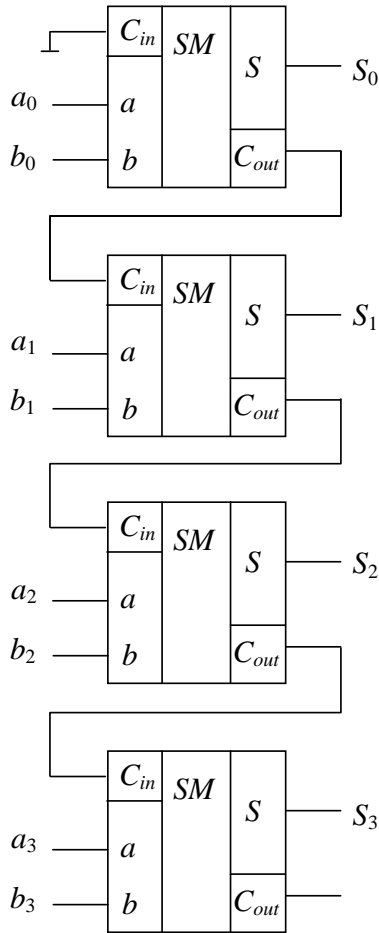 C_in SM S S_0
a_0 a
b_0 b C_out
C_in SM S S_1
a_1 a
b_1 b C_out
C_in SM S S_2
a_2 a
b_2 b C_out
C_in SM S S_3
a_3 a
b_3 b C_out